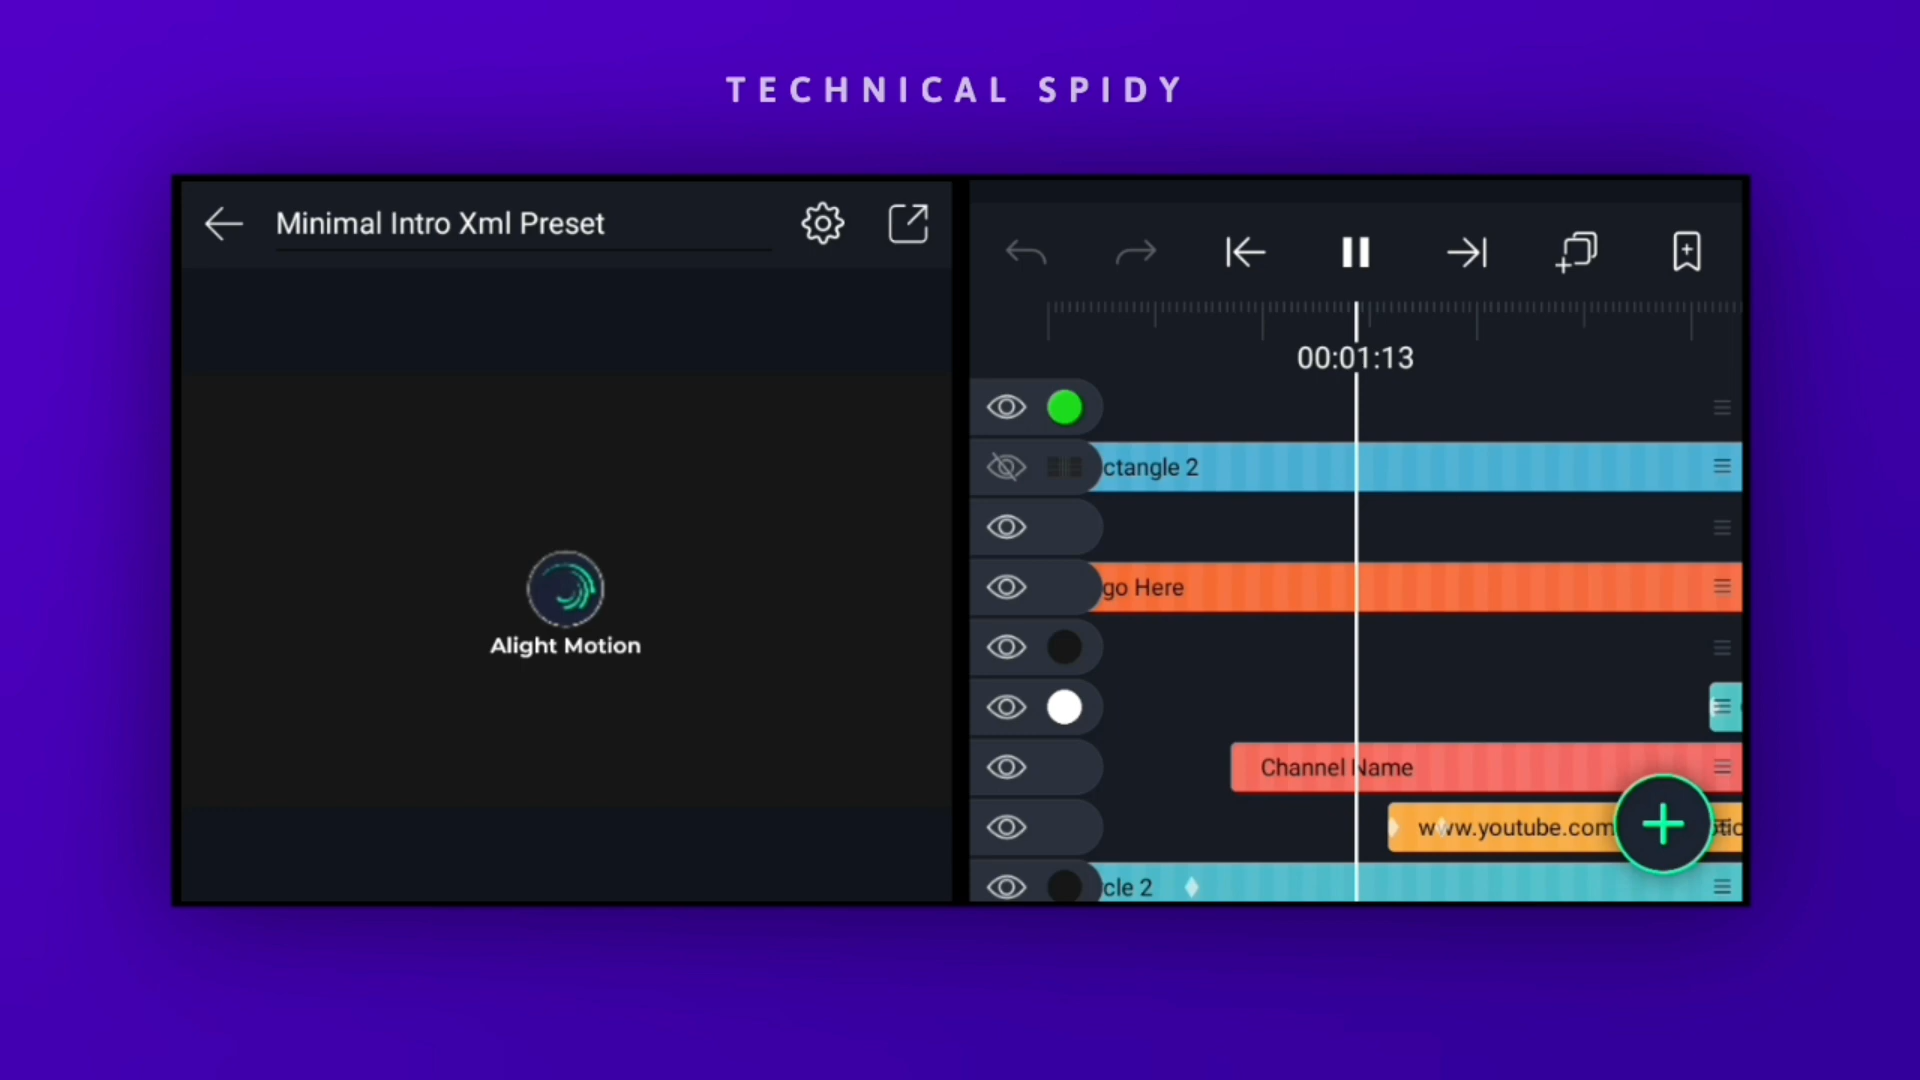 TECHNICAL SPIDY
Minimal Intro Xml Preset
Alight Motion
00:01:13
ctangle 2
go Here
Channel Name
www.youtube.com
cle 2